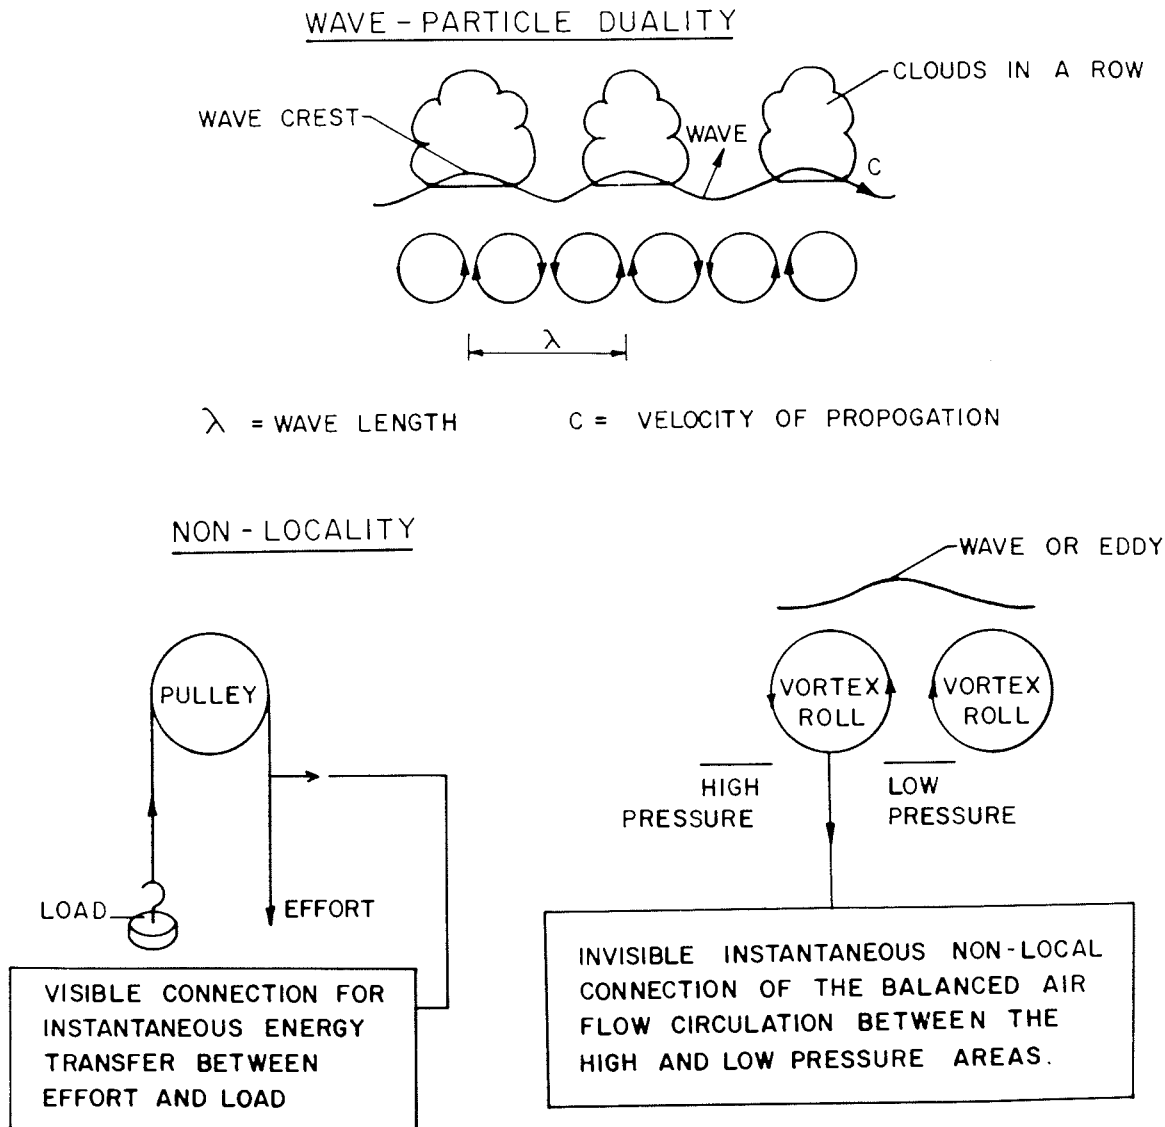 WAVE-PARTICLE DUALITY
CLOUDS IN A ROW
WAVE CREST
WAVE
C
λ
λ = WAVE LENGTH C = VELOCITY OF PROPOGATION
NON-LOCALITY
WAVE OR EDDY
PULLEY
VORTEX
ROLL
VORTEX
ROLL
HIGH
PRESSURE
LOW
PRESSURE
LOAD
EFFORT
VISIBLE CONNECTION FOR
INSTANTANEOUS ENERGY
TRANSFER BETWEEN
EFFORT AND LOAD
INVISIBLE INSTANTANEOUS NON-LOCAL
CONNECTION OF THE BALANCED AIR
FLOW CIRCULATION BETWEEN THE
HIGH AND LOW PRESSURE AREAS.